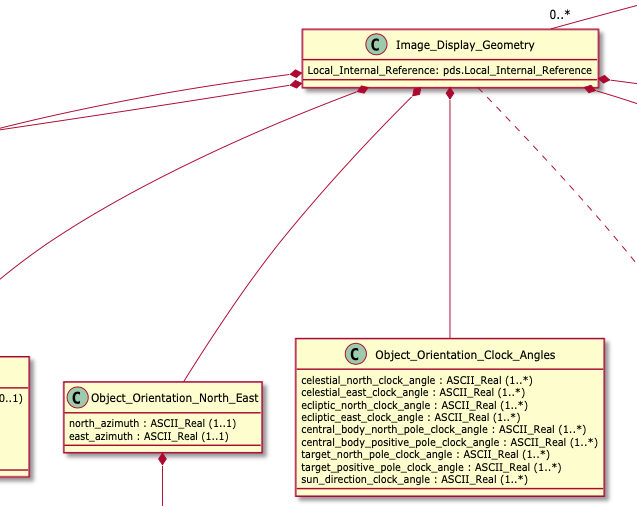 0..*
C Image_Display_Geometry
Local_Internal_Reference: pds.Local_Internal_Reference
C Object_Orientation_Clock_Angles
celestial_north_clock_angle : ASCII_Real (1..*)
celestial_east_clock_angle : ASCII_Real (1..*)
ecliptic_north_clock_angle : ASCII_Real (1..*)
ecliptic_east_clock_angle : ASCII_Real (1..*)
central_body_north_pole_clock_angle : ASCII_Real (1..*)
central_body_positive_pole_clock_angle : ASCII_Real (1..*)
target_north_pole_clock_angle : ASCII_Real (1..*)
target_positive_pole_clock_angle : ASCII_Real (1..*)
sun_direction_clock_angle : ASCII_Real (1..*)
C Object_Orientation_North_East
north_azimuth : ASCII_Real (1..1)
east_azimuth : ASCII_Real (1..1)
0..1)